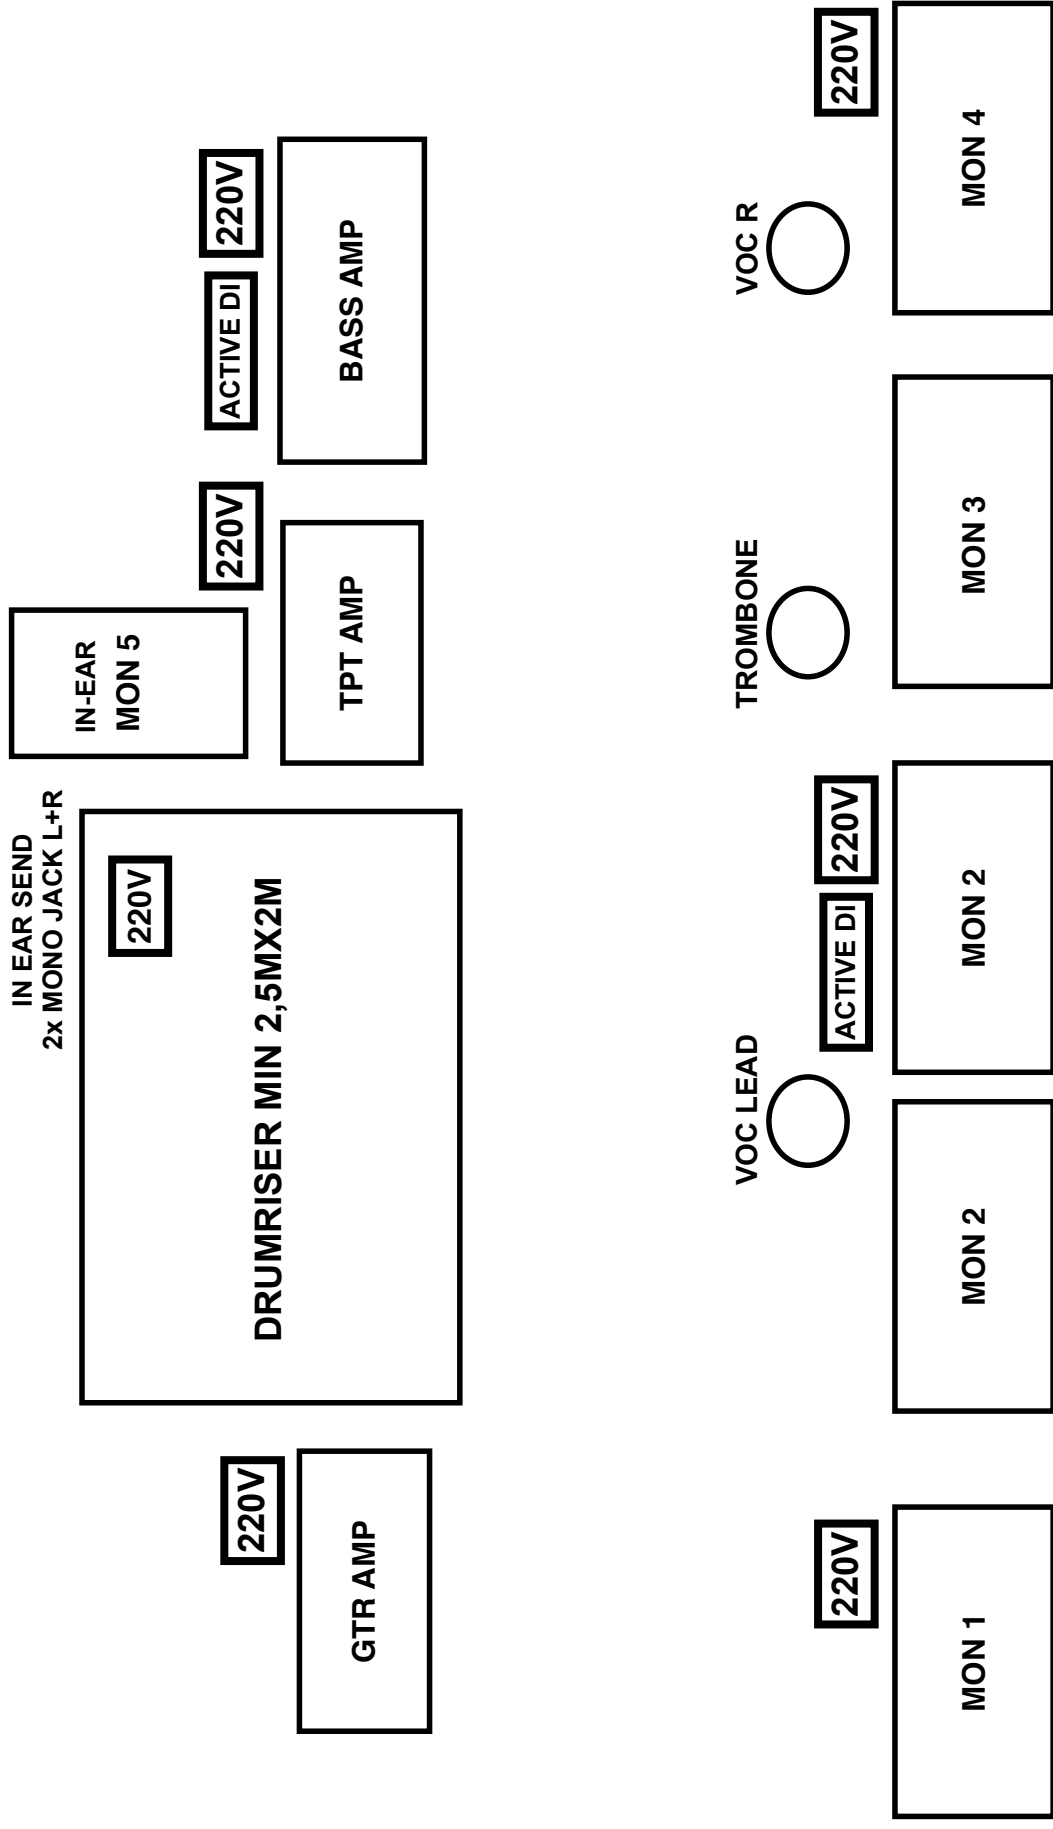 IN EAR SEND
2x MONO JACK L+R
IN-EAR
MON 5
220V
220V
220V
220V
ACTIVE DI
DRUMRISER MIN 2,5MX2M
GTR AMP
TPT AMP
BASS AMP
VOC LEAD
TROMBONE
VOC R
220V
ACTIVE DI
220V
220V
MON 1
MON 2
MON 2
MON 3
MON 4